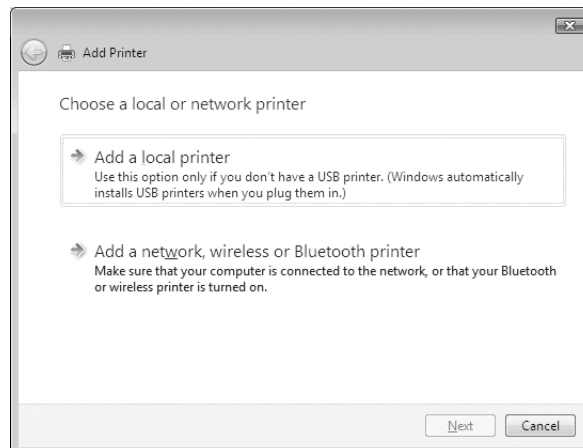 Add Printer
Choose a local or network printer
Add a local printer
Use this option only if you don't have a USB printer. (Windows automatically
installs USB printers when you plug them in.)
Add a network, wireless or Bluetooth printer
Make sure that your computer is connected to the network, or that your Bluetooth
or wireless printer is turned on.
Next Cancel